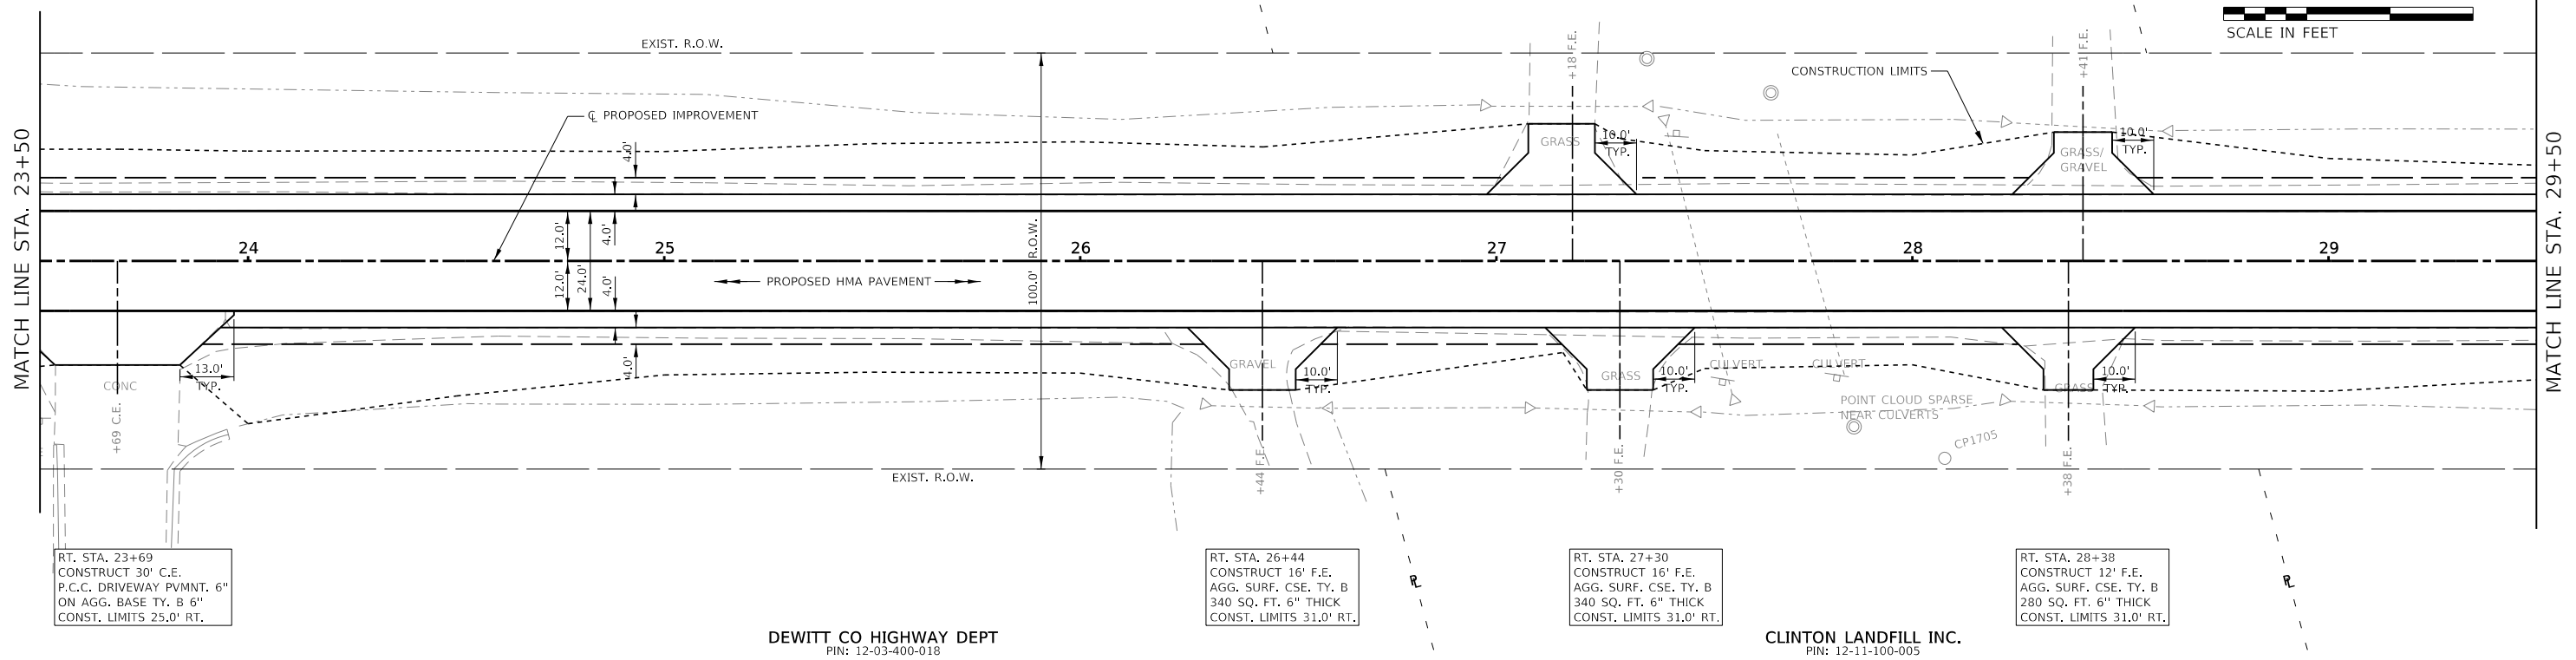 SCALE IN FEET
EXIST. R.O.W.
+18 F.E.
+41 F.E.
CONSTRUCTION LIMITS
℄ PROPOSED IMPROVEMENT
MATCH LINE STA. 23+50
MATCH LINE STA. 29+50
4.0'
GRASS
10.0'
TYP.
GRASS/
GRAVEL
10.0'
TYP.
24
25
26
27
28
29
12.0'
12.0'
24.0'
4.0'
4.0'
4.0'
100.0' R.O.W.
PROPOSED HMA PAVEMENT
CONC
13.0'
TYP.
+69 C.E.
GRAVEL
10.0'
TYP.
GRASS
10.0'
TYP.
CULVERT
CULVERT
GRASS
10.0'
TYP.
POINT CLOUD SPARSE
NEAR CULVERTS
CP1705
+44 F.E.
+30 F.E.
+38 F.E.
EXIST. R.O.W.
RT. STA. 23+69
CONSTRUCT 30' C.E.
P.C.C. DRIVEWAY PVMNT. 6"
ON AGG. BASE TY. B 6"
CONST. LIMITS 25.0' RT.
RT. STA. 26+44
CONSTRUCT 16' F.E.
AGG. SURF. CSE. TY. B
340 SQ. FT. 6" THICK
CONST. LIMITS 31.0' RT.
RT. STA. 27+30
CONSTRUCT 16' F.E.
AGG. SURF. CSE. TY. B
340 SQ. FT. 6" THICK
CONST. LIMITS 31.0' RT.
RT. STA. 28+38
CONSTRUCT 12' F.E.
AGG. SURF. CSE. TY. B
280 SQ. FT. 6" THICK
CONST. LIMITS 31.0' RT.
PL
PL
DEWITT CO HIGHWAY DEPT
PIN: 12-03-400-018
CLINTON LANDFILL INC.
PIN: 12-11-100-005